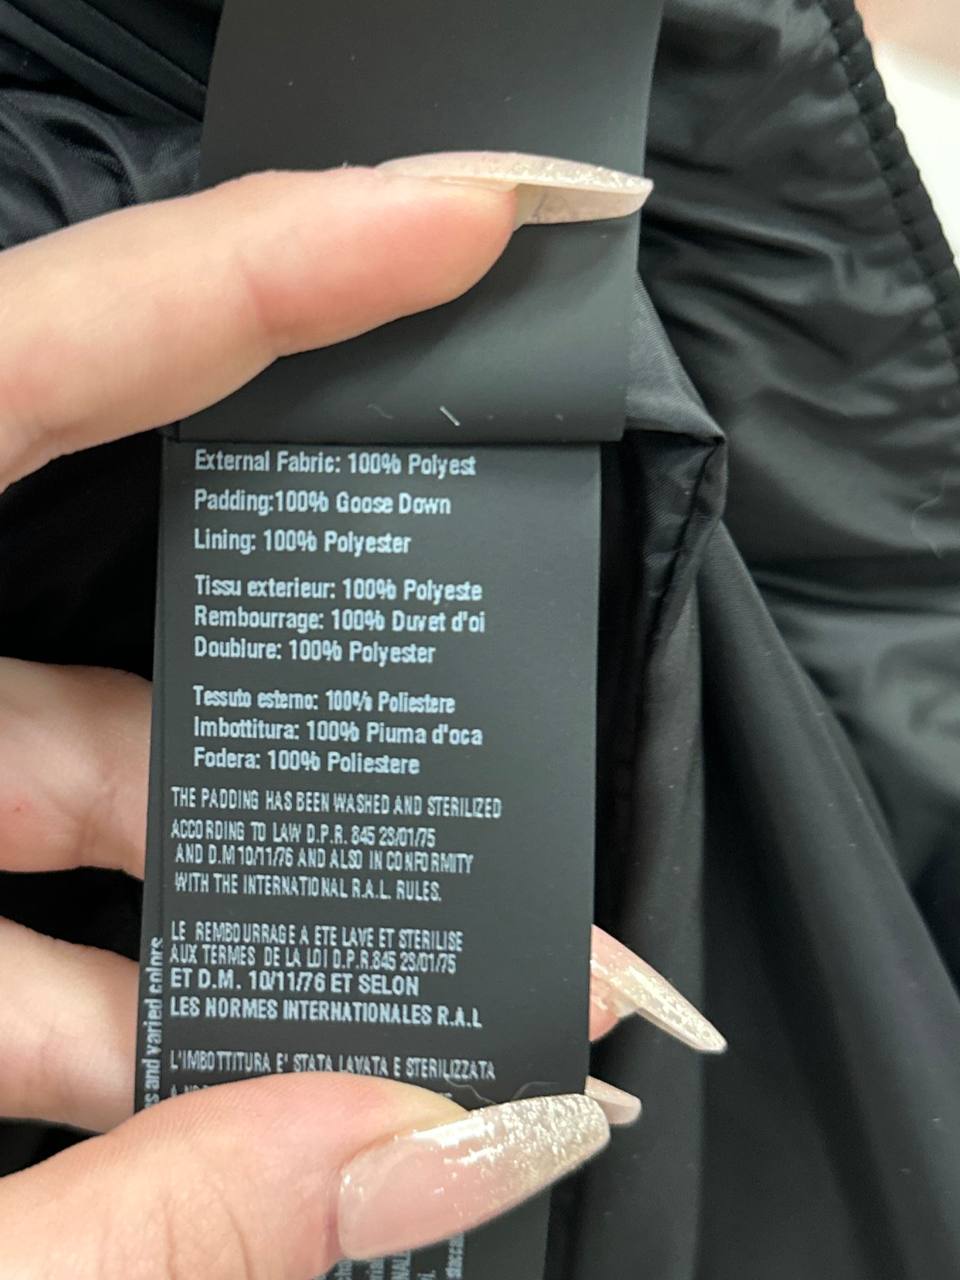 External Fabric: 100% Polyest
Padding:100% Goose Down
Lining: 100% Polyester
Tissu exterieur: 100% Polyeste
Rembourrage: 100% Duvet d'oi
Doublure: 100% Polyester
Tessuto esterno: 100% Poliestere
Imbottitura: 100% Piuma d'oca
Fodera: 100% Poliestere
THE PADDING HAS BEEN WASHED AND STERILIZED
ACCORDING TO LAW D.P.R. 845 23/01/75
AND D.M 10/11/76 AND ALSO IN CONFORMITY
WITH THE INTERNATIONAL R.A.L. RULES.
LE REMBOURRAGE A ETE LAVE ET STERILISE
AUX TERMES DE LA LOI D.P.R.845 23/01/75
ET D.M. 10/11/76 ET SELON
LES NORMES INTERNATIONALES R.A.L
L'IMBOTTITURA E' STATA LAVATA E STERILIZZATA
and varied colors